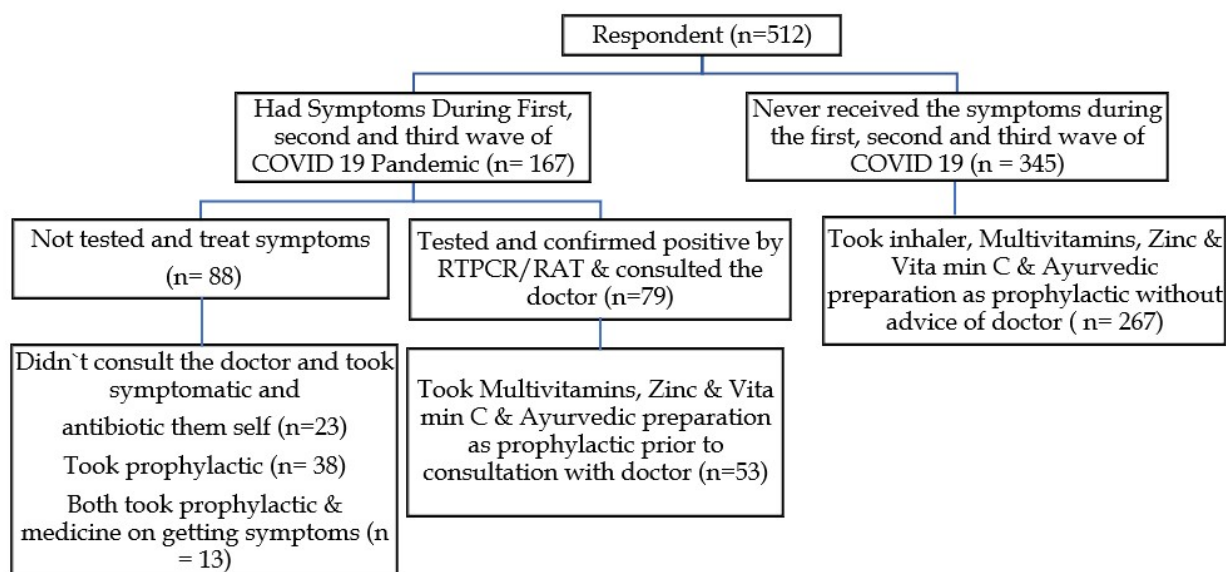 Respondent (n=512)
Had Symptoms During First,
second and third wave of
COVID 19 Pandemic (n= 167)
Never received the symptoms during
the first, second and third wave of
COVID 19 (n = 345)
Not tested and treat symptoms
(n= 88)
Tested and confirmed positive by
RTPCR/RAT & consulted the
doctor (n=79)
Took inhaler, Multivitamins, Zinc &
Vita min C & Ayurvedic
preparation as prophylactic without
advice of doctor ( n= 267)
Didn`t consult the doctor and took
symptomatic and
antibiotic them self (n=23)
Took prophylactic (n= 38)
Both took prophylactic &
medicine on getting symptoms (n
= 13)
Took Multivitamins, Zinc & Vita
min C & Ayurvedic preparation
as prophylactic prior to
consultation with doctor (n=53)